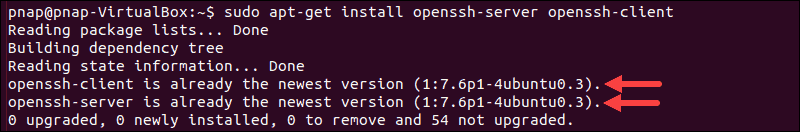 pnap@pnap-VirtualBox:~$ sudo apt-get install openssh-server openssh-client
Reading package lists... Done
Building dependency tree
Reading state information... Done
openssh-client is already the newest version (1:7.6p1-4ubuntu0.3).
openssh-server is already the newest version (1:7.6p1-4ubuntu0.3).
0 upgraded, 0 newly installed, 0 to remove and 54 not upgraded.